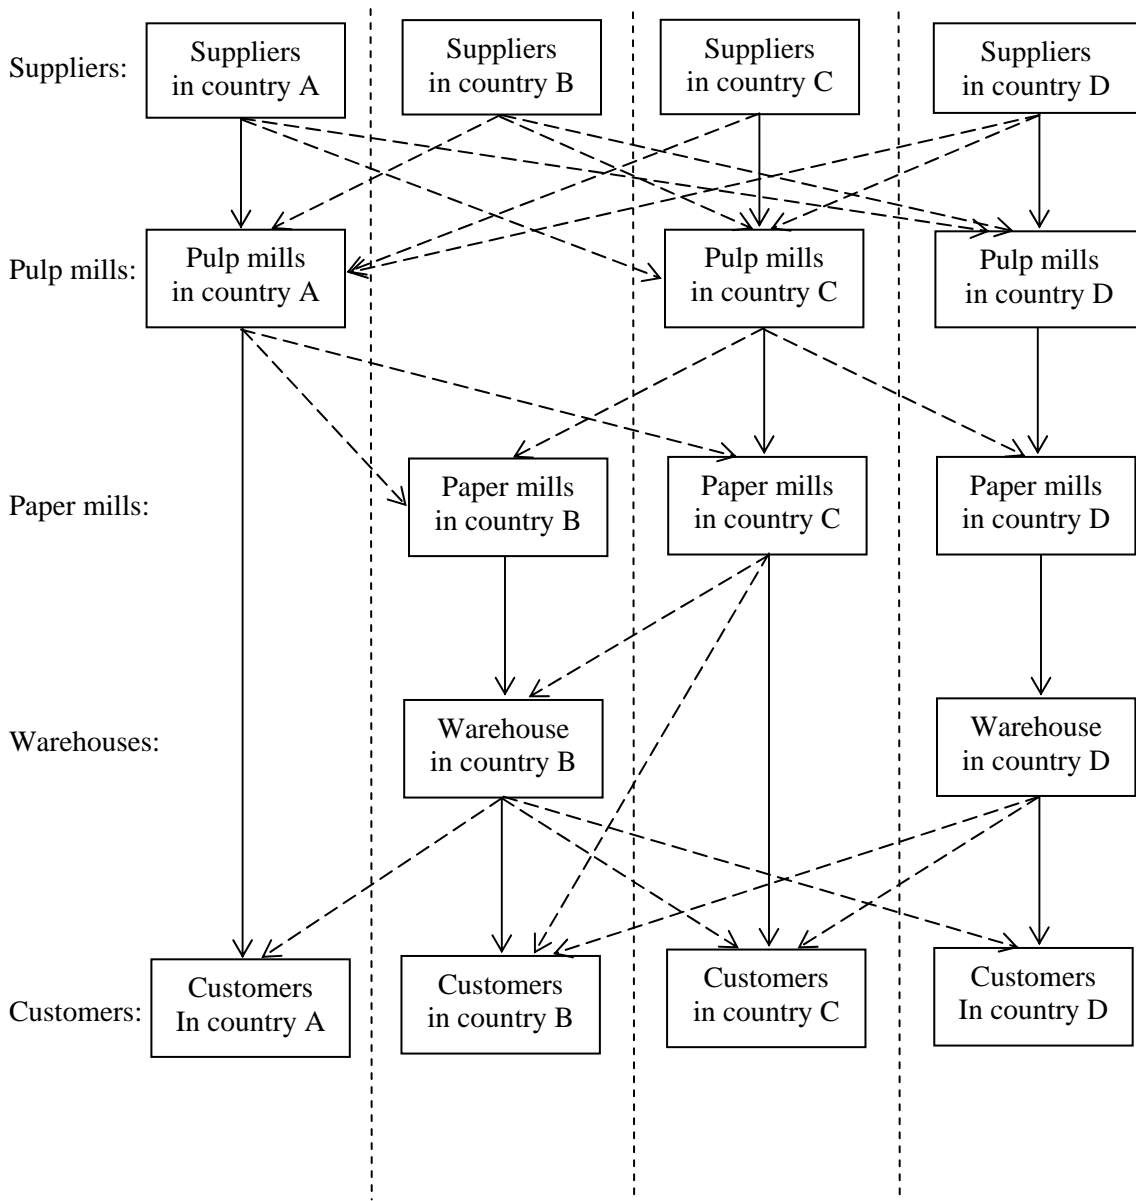 Suppliers:
Suppliers
in country A
Suppliers
in country B
Suppliers
in country C
Suppliers
in country D
Pulp mills:
Pulp mills
in country A
Pulp mills
in country C
Pulp mills
in country D
Paper mills:
Paper mills
in country B
Paper mills
in country C
Paper mills
in country D
Warehouses:
Warehouse
in country B
Warehouse
in country D
Customers:
Customers
In country A
Customers
in country B
Customers
in country C
Customers
In country D